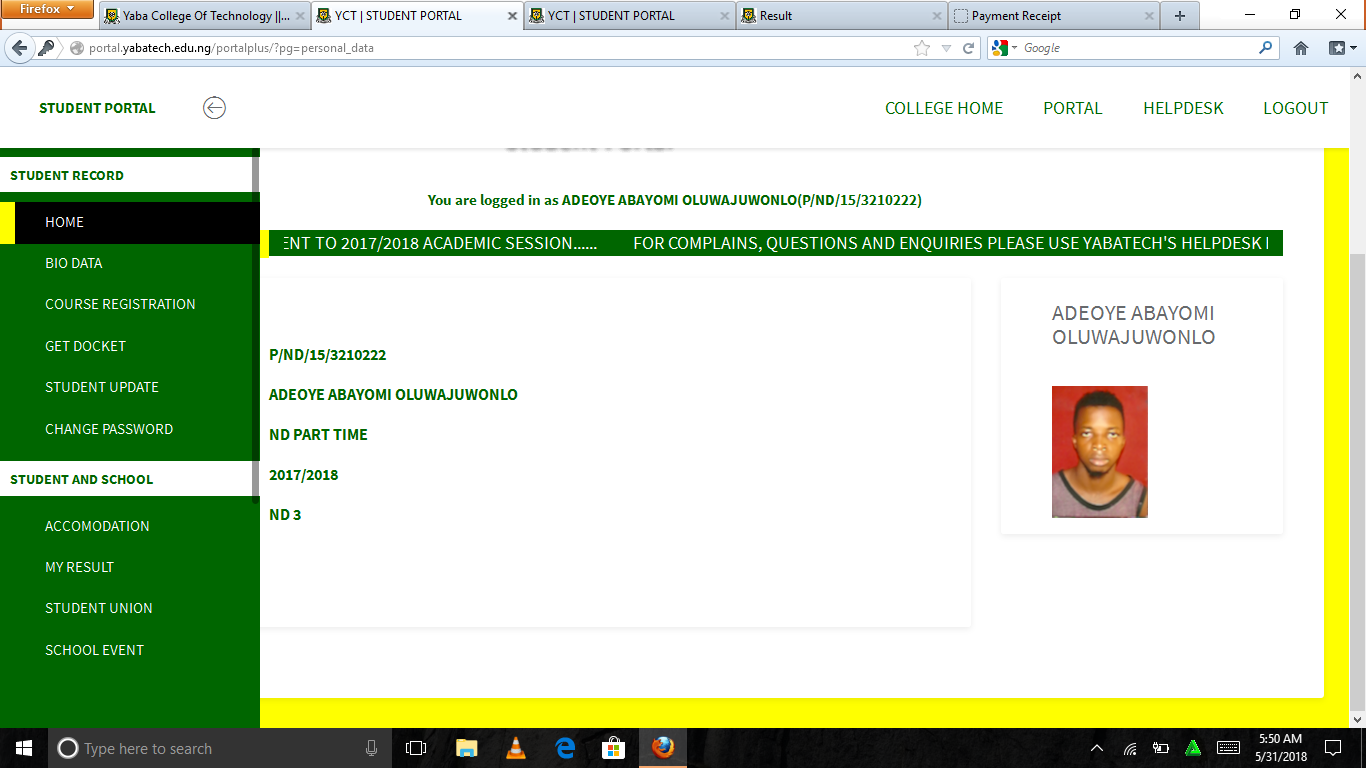 Firefox
Yaba College Of Technology ||...
YCT | STUDENT PORTAL
YCT | STUDENT PORTAL
Result
Payment Receipt
portal.yabatech.edu.ng/portalplus/?pg=personal_data
Google
STUDENT PORTAL
COLLEGE HOME
PORTAL
HELPDESK
LOGOUT
STUDENT RECORD
HOME
BIO DATA
COURSE REGISTRATION
GET DOCKET
STUDENT UPDATE
CHANGE PASSWORD
STUDENT AND SCHOOL
ACCOMODATION
MY RESULT
STUDENT UNION
SCHOOL EVENT
You are logged in as ADEOYE ABAYOMI OLUWAJUWONLO(P/ND/15/3210222)
ENT TO 2017/2018 ACADEMIC SESSION...... FOR COMPLAINS, QUESTIONS AND ENQUIRIES PLEASE USE YABATECH'S HELPDESK
P/ND/15/3210222
ADEOYE ABAYOMI OLUWAJUWONLO
ND PART TIME
2017/2018
ND 3
ADEOYE ABAYOMI
OLUWAJUWONLO
Type here to search
5:50 AM
5/31/2018